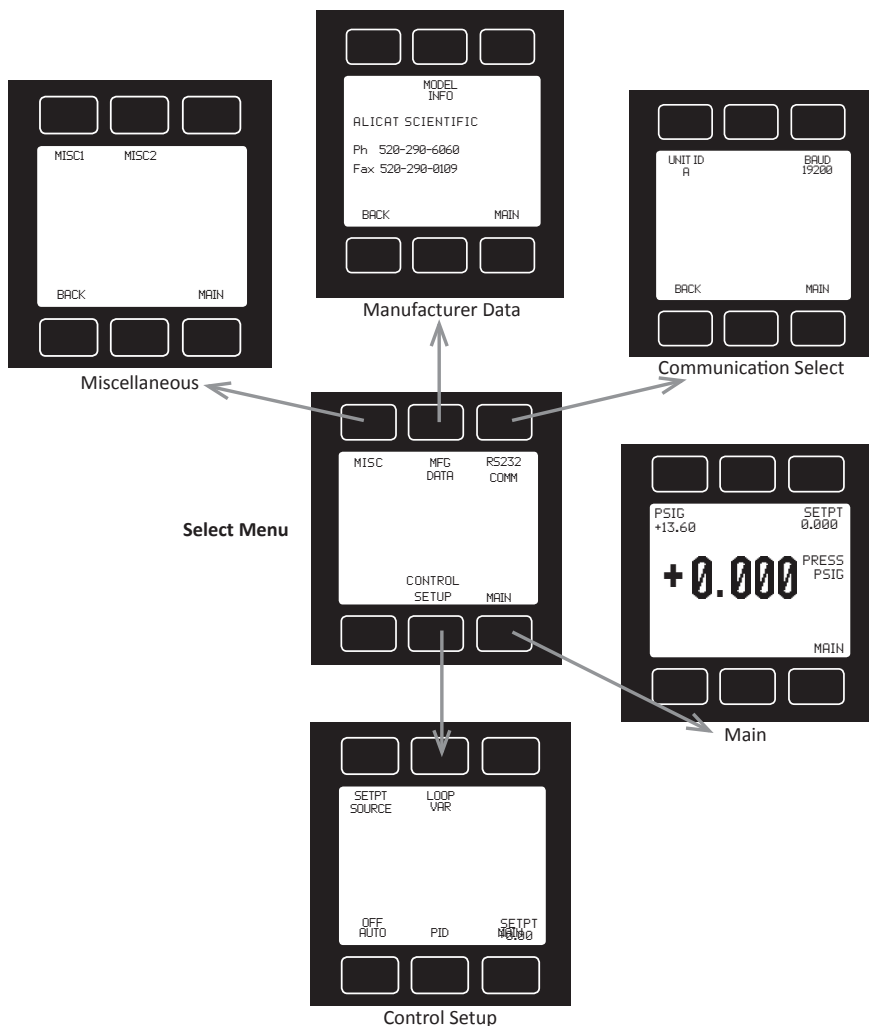 MODEL
INFO
ALICAT SCIENTIFIC
Ph 520-290-6060
Fax 520-290-0109
BACK MAIN
Manufacturer Data
MISC1 MISC2
BACK MAIN
Miscellaneous
UNIT ID BAUD
A 19200
BACK MAIN
Communication Select
Select Menu
MISC MFG RS232
DATA COMM
CONTROL
SETUP MAIN
PSIG SETPT
+13.60 0.000
+0.000 PRESS
PSIG
MAIN
Main
SETPT LOOP
SOURCE VAR
OFF SETPT
AUTO PID MAIN
+0.00
Control Setup